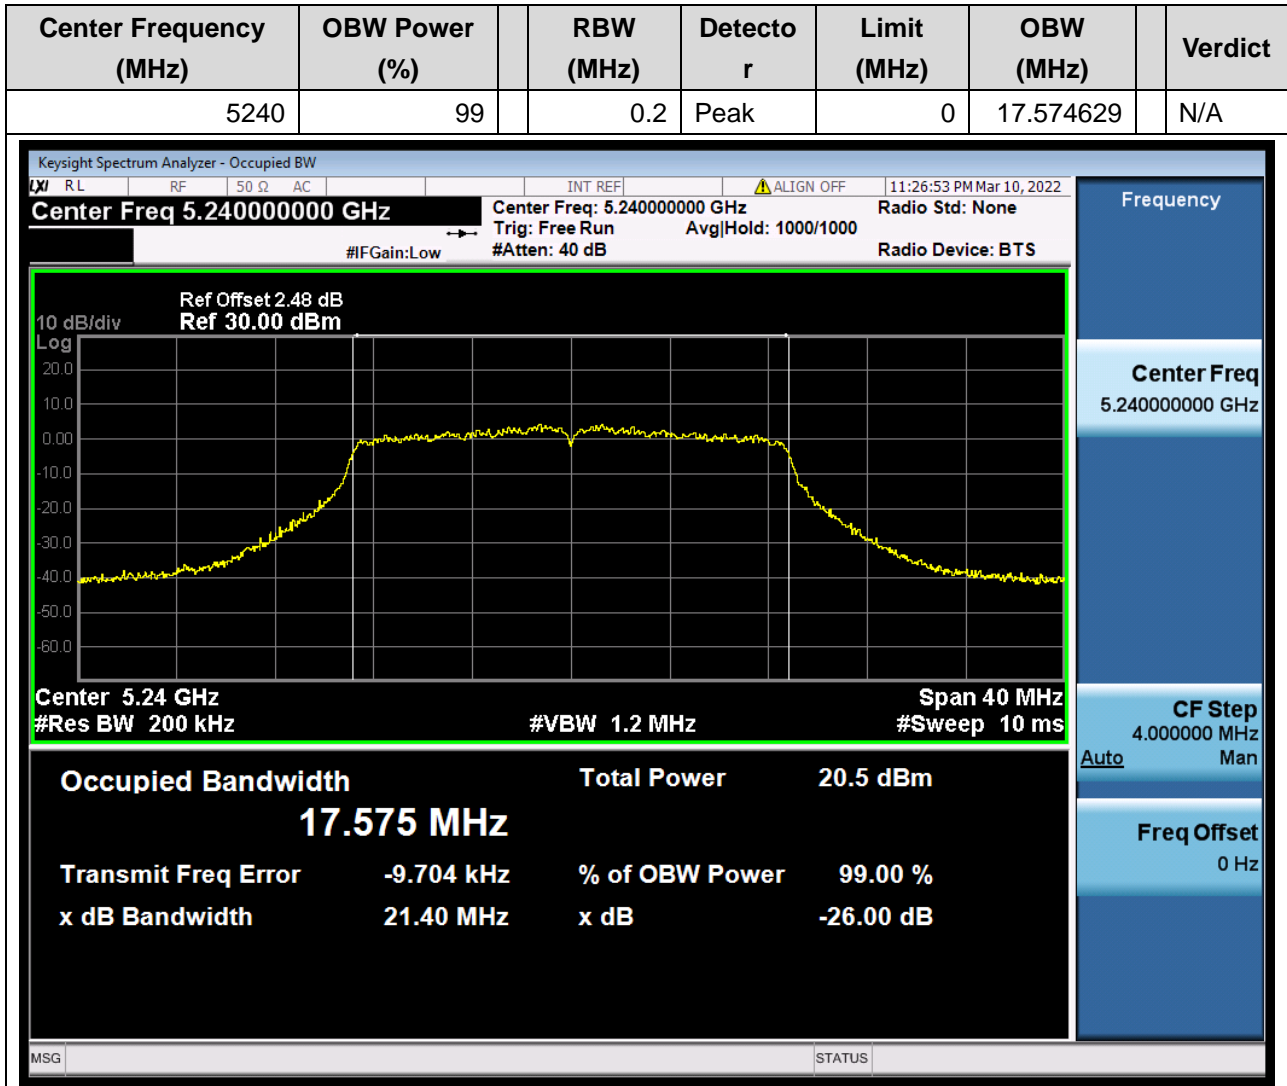 Center Frequency (MHz) OBW Power (%) RBW (MHz) Detecto r Limit (MHz) OBW (MHz) Verdict
5240 99 0.2 Peak 0 17.574629 N/A
Keysight Spectrum Analyzer - Occupied BW
LXI RL RF 50 Ω AC INT REF ALIGN OFF 11:26:53 PM Mar 10, 2022
Center Freq 5.240000000 GHz
Center Freq: 5.240000000 GHz
Radio Std: None
Trig: Free Run Avg|Hold: 1000/1000
#IFGain:Low #Atten: 40 dB Radio Device: BTS
Ref Offset 2.48 dB
10 dB/div Ref 30.00 dBm
Log
20.0
10.0
0.00
-10.0
-20.0
-30.0
-40.0
-50.0
-60.0
Center 5.24 GHz Span 40 MHz
#Res BW 200 kHz #VBW 1.2 MHz #Sweep 10 ms
Occupied Bandwidth Total Power 20.5 dBm
17.575 MHz
Transmit Freq Error -9.704 kHz % of OBW Power 99.00 %
x dB Bandwidth 21.40 MHz x dB -26.00 dB
Frequency
Center Freq
5.240000000 GHz
CF Step
4.000000 MHz
Auto Man
Freq Offset
0 Hz
MSG STATUS